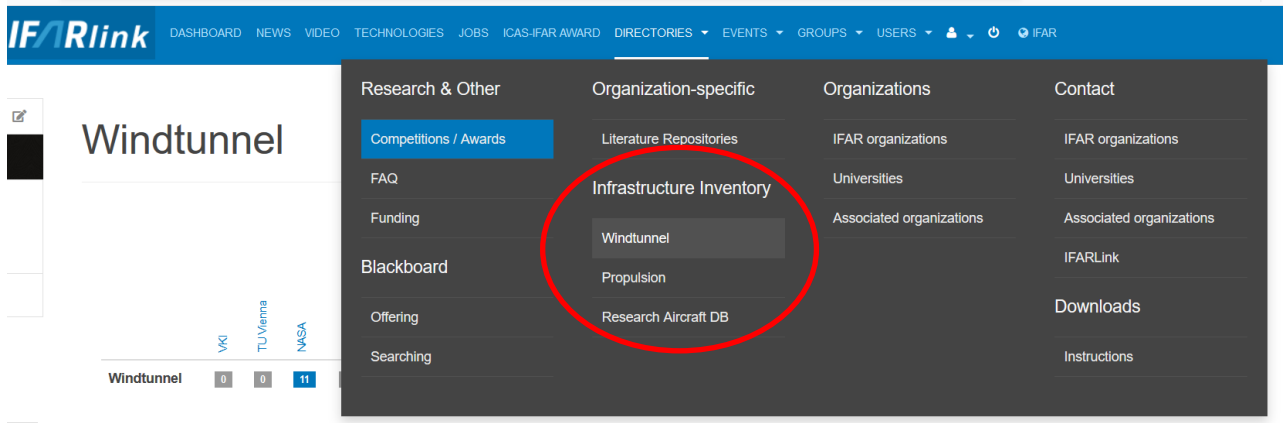 IFARlink
DASHBOARD NEWS VIDEO TECHNOLOGIES JOBS ICAS-IFAR AWARD DIRECTORIES EVENTS GROUPS USERS IFAR
Windtunnel
Research & Other
Competitions / Awards
FAQ
Funding
Blackboard
Offering
Searching
Organization-specific
Literature Repositories
Infrastructure Inventory
Windtunnel
Propulsion
Research Aircraft DB
Organizations
IFAR organizations
Universities
Associated organizations
Contact
IFAR organizations
Universities
Associated organizations
IFARLink
Downloads
Instructions
VKI
TU Vienna
NASA
Windtunnel 0 0 11